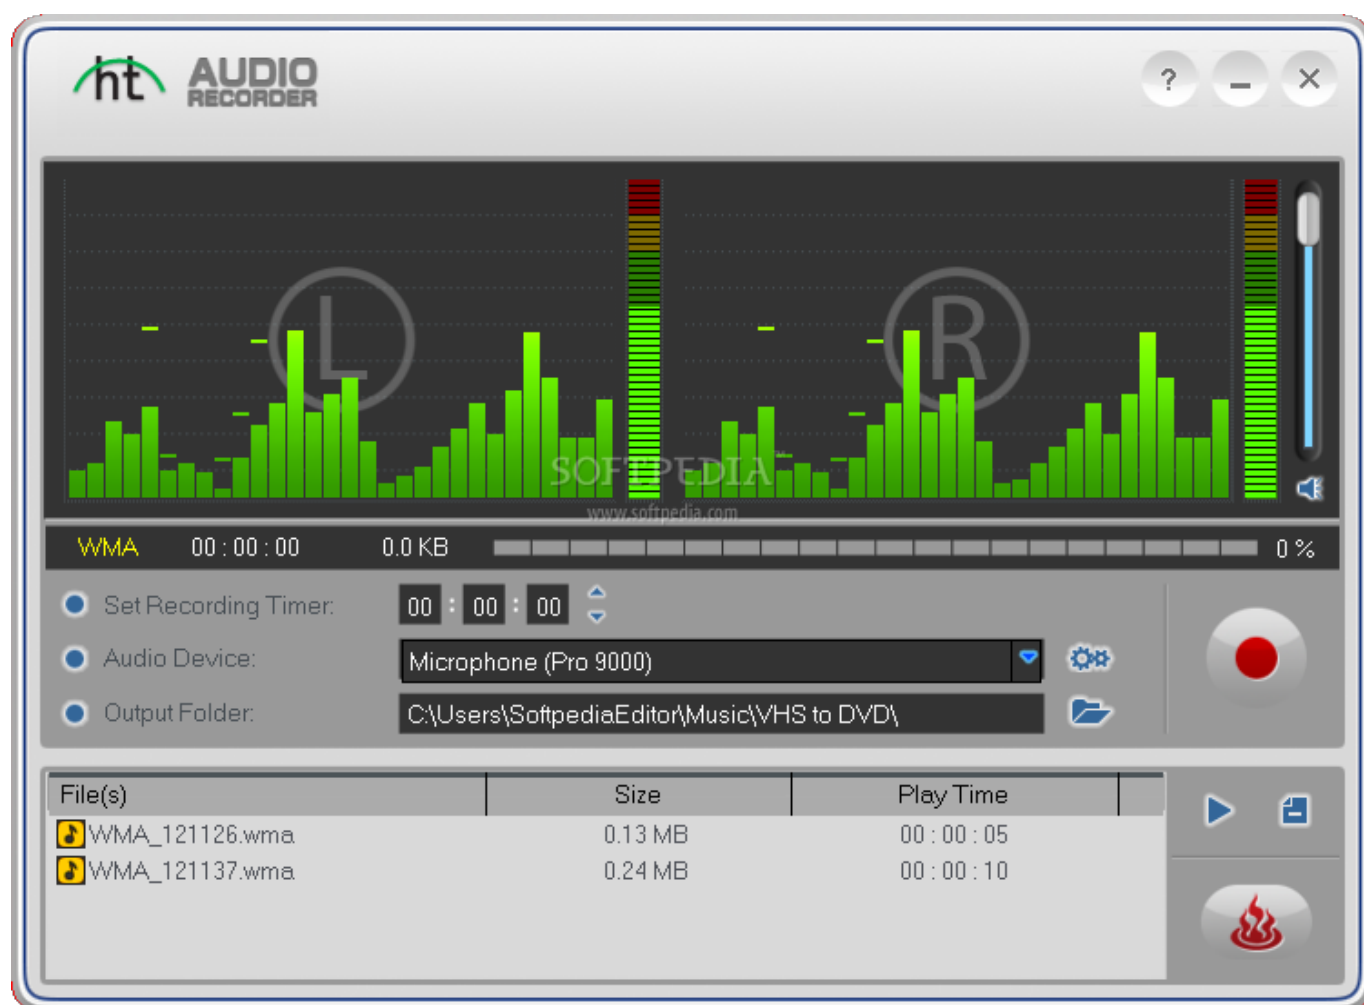 ht AUDIO
RECORDER
?
L
R
SOFTPEDIA™
www.softpedia.com
WMA 00 : 00 : 00 0.0 KB 0 %
Set Recording Timer: 00 : 00 : 00
Audio Device: Microphone (Pro 9000)
Output Folder: C:\Users\SoftpediaEditor\Music\VHS to DVD\
File(s) Size Play Time
WMA_121126.wma 0.13 MB 00 : 00 : 05
WMA_121137.wma 0.24 MB 00 : 00 : 10